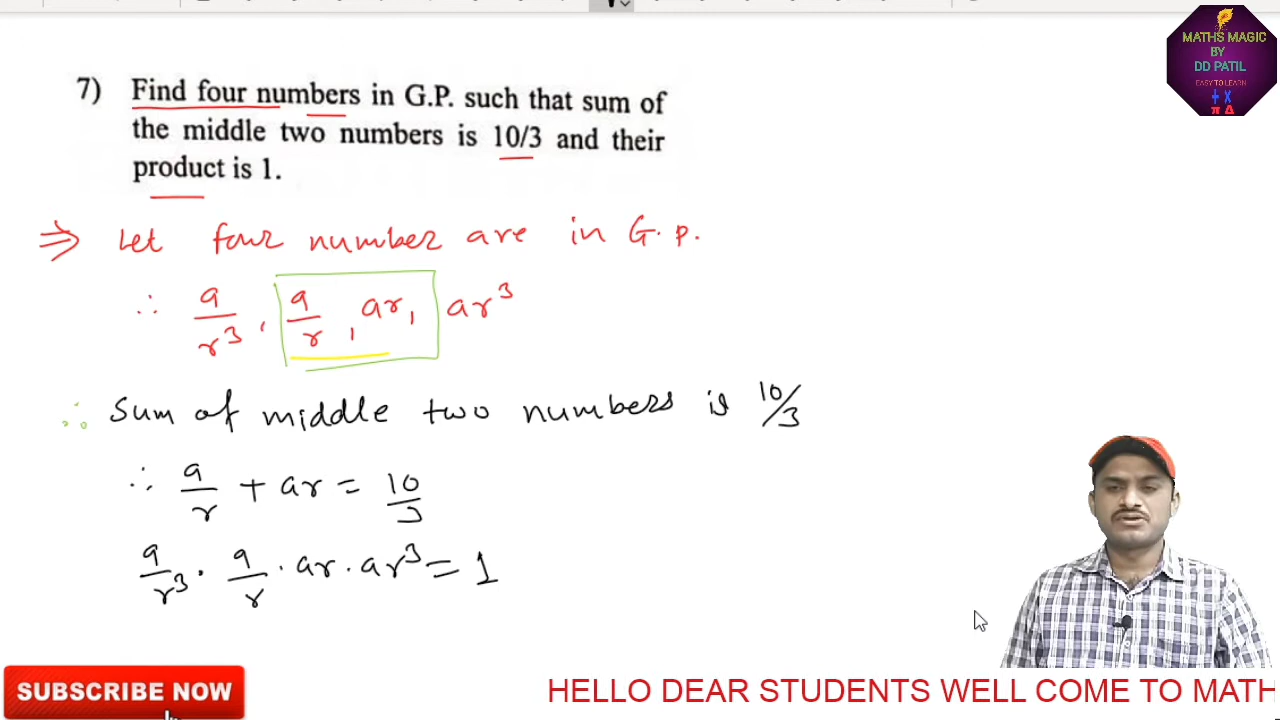 MATHS MAGIC
BY
DD PATIL
EASY TO LEARN
+ X
π Δ
7) Find four numbers in G.P. such that sum of
the middle two numbers is 10/3 and their
product is 1.
⇒ Let four number are in G.P.
∴ a/r³, a/r, ar, ar³
∴ Sum of middle two numbers is 10/3
∴ a/r + ar = 10/3
a/r³ · a/r · ar · ar³ = 1
SUBSCRIBE NOW
HELLO DEAR STUDENTS WELL COME TO MATH